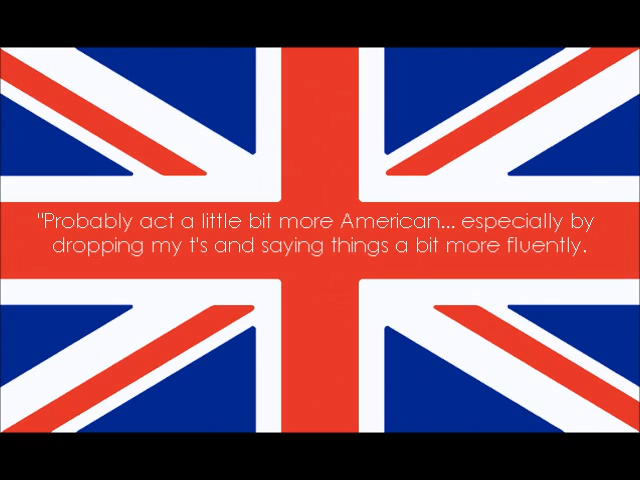 "Probably act a little bit more American... especially by
dropping my t's and saying things a bit more fluently.